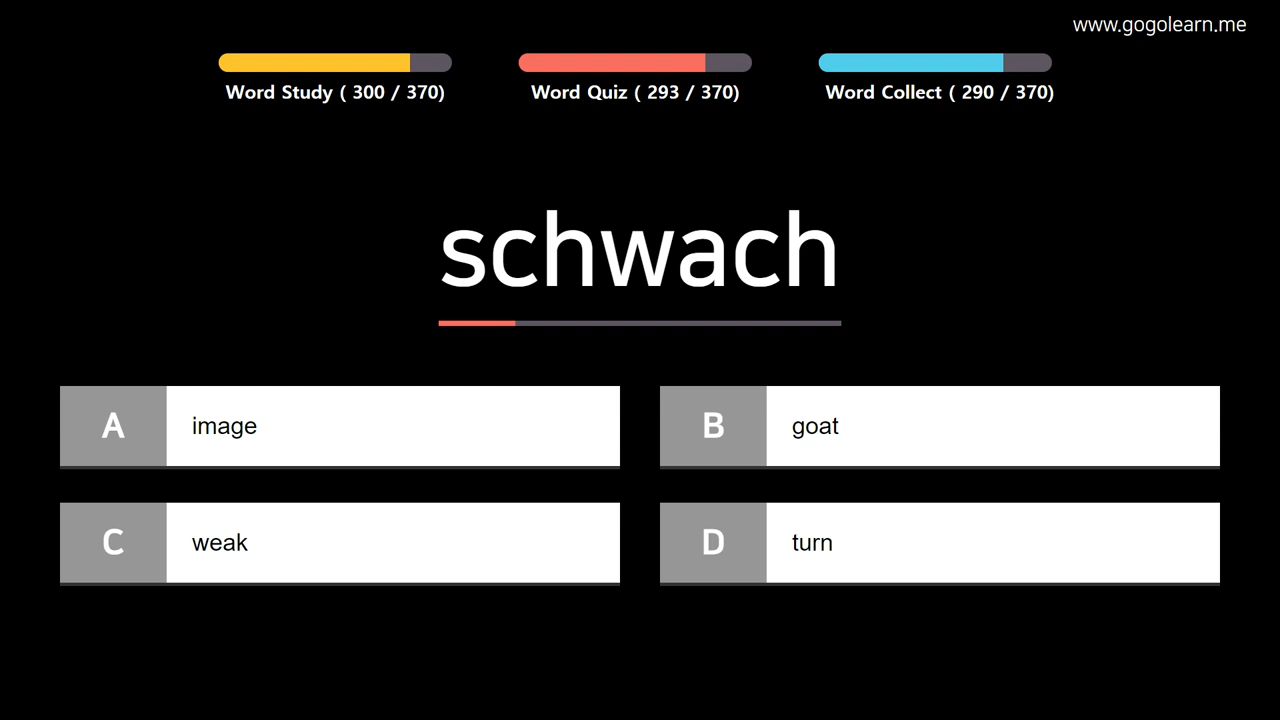 www.gogolearn.me
Word Study ( 300 / 370)
Word Quiz ( 293 / 370)
Word Collect ( 290 / 370)
schwach
A image
B goat
C weak
D turn